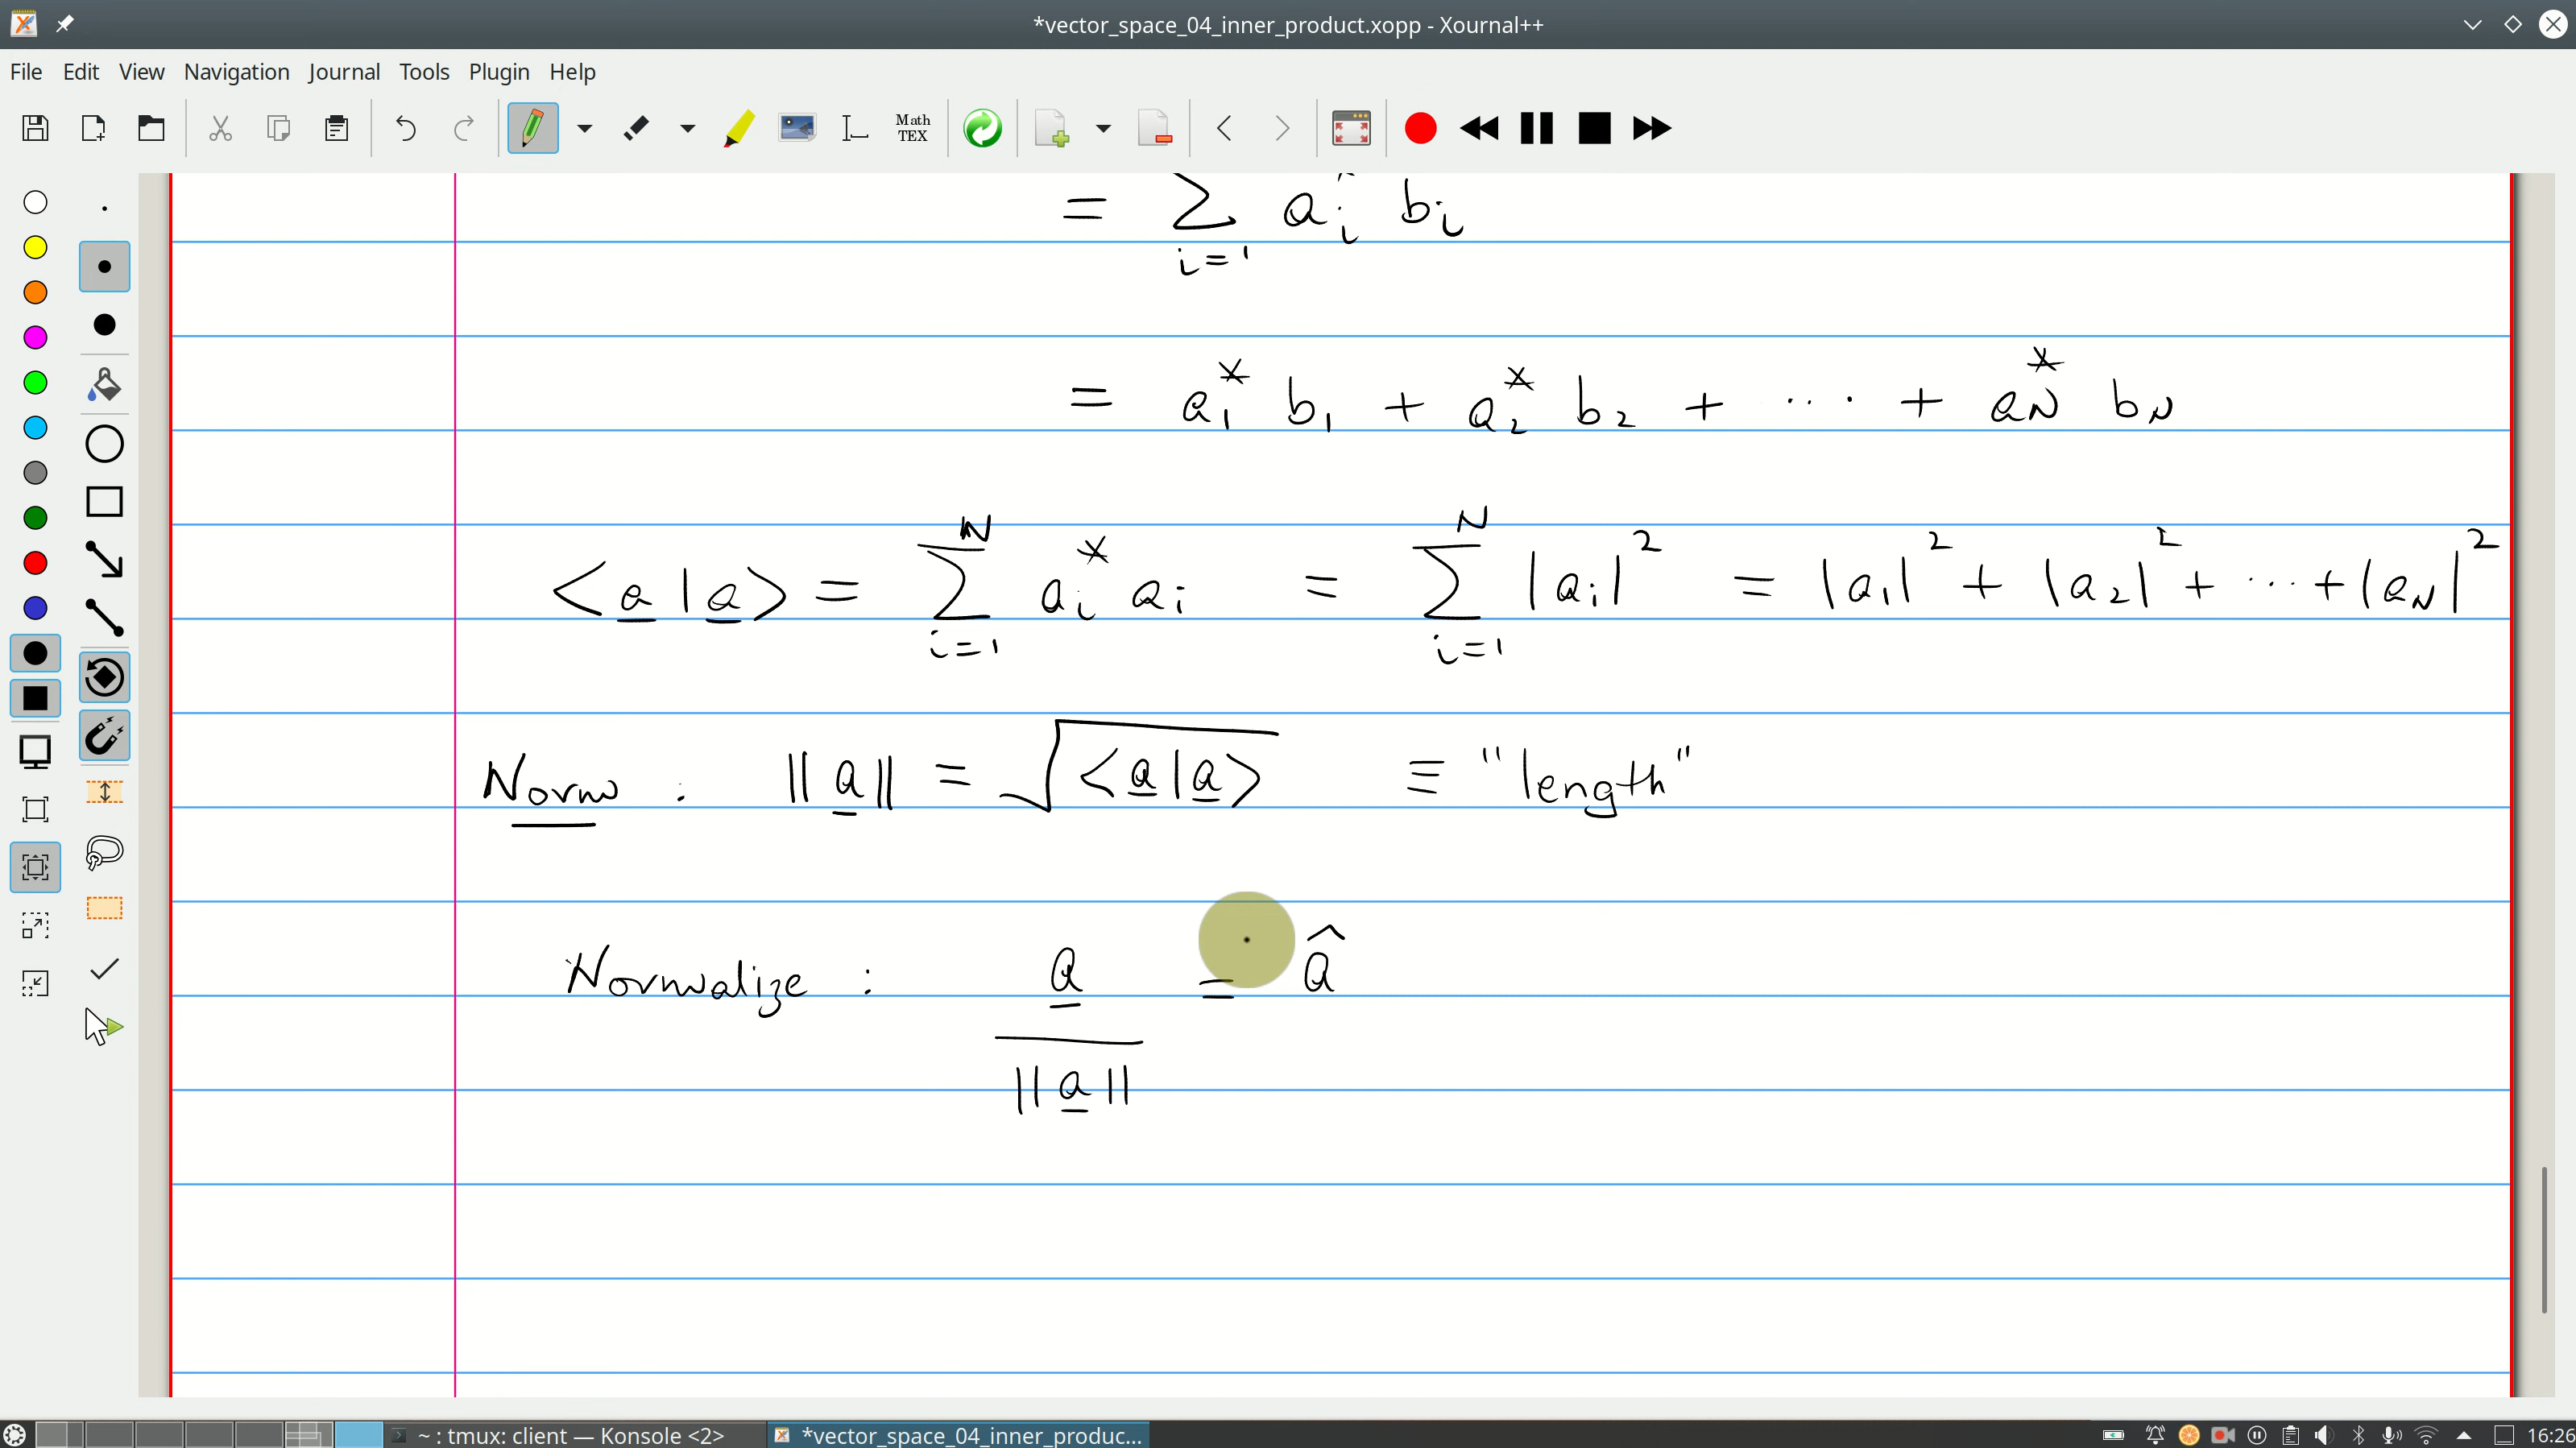 *vector_space_04_inner_product.xopp - Xournal++
File Edit View Navigation Journal Tools Plugin Help
Math
TEX
= ∑ a_i^* b_i
i=1
= a_1^* b_1 + a_2^* b_2 + ... + a_N^* b_N
<a|a> = ∑_{i=1}^{N} a_i^* a_i = ∑_{i=1}^{N} |a_i|^2 = |a_1|^2 + |a_2|^2 + ... + |a_N|^2
Norm : ||a|| = √<a|a> ≡ "length"
Normalize : a = â
||a||
~ : tmux: client — Konsole <2> *vector_space_04_inner_produc... 16:26